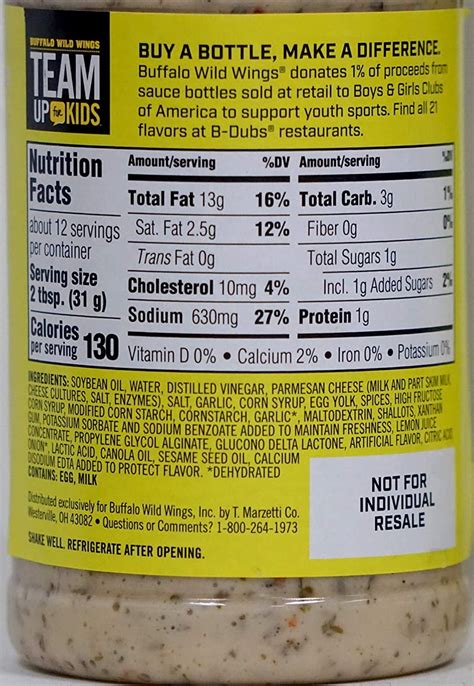 BUFFALO WILD WINGS
TEAM
UP for KIDS
BUY A BOTTLE, MAKE A DIFFERENCE.
Buffalo Wild Wings® donates 1% of proceeds from
sauce bottles sold at retail to Boys & Girls Clubs
of America to support youth sports. Find all 21
flavors at B-Dubs® restaurants.
Nutrition
Facts
about 12 servings
per container
Serving size
2 tbsp. (31 g)
Calories
per serving 130
Amount/serving %DV
Total Fat 13g 16%
Sat. Fat 2.5g 12%
Trans Fat 0g
Cholesterol 10mg 4%
Sodium 630mg 27%
Amount/serving %DV
Total Carb. 3g 1%
Fiber 0g 0%
Total Sugars 1g
Incl. 1g Added Sugars 2%
Protein 1g
Vitamin D 0% • Calcium 2% • Iron 0% • Potassium 0%
INGREDIENTS: SOYBEAN OIL, WATER, DISTILLED VINEGAR, PARMESAN CHEESE (MILK AND PART SKIM MILK,
CHEESE CULTURES, SALT, ENZYMES), SALT, GARLIC, CORN SYRUP, EGG YOLK, SPICES, HIGH FRUCTOSE
CORN SYRUP, MODIFIED CORN STARCH, CORNSTARCH, GARLIC*, MALTODEXTRIN, SHALLOTS, XANTHAN
GUM, POTASSIUM SORBATE AND SODIUM BENZOATE ADDED TO MAINTAIN FRESHNESS, LEMON JUICE
CONCENTRATE, PROPYLENE GLYCOL ALGINATE, GLUCONO DELTA LACTONE, ARTIFICIAL FLAVOR, CITRIC ACID,
ONION*, LACTIC ACID, CANOLA OIL, SESAME SEED OIL, CALCIUM
DISODIUM EDTA ADDED TO PROTECT FLAVOR. *DEHYDRATED
CONTAINS: EGG, MILK
Distributed exclusively for Buffalo Wild Wings, Inc. by T. Marzetti Co.
Westerville, OH 43082 • Questions or Comments? 1-800-264-1973
SHAKE WELL. REFRIGERATE AFTER OPENING.
NOT FOR
INDIVIDUAL
RESALE